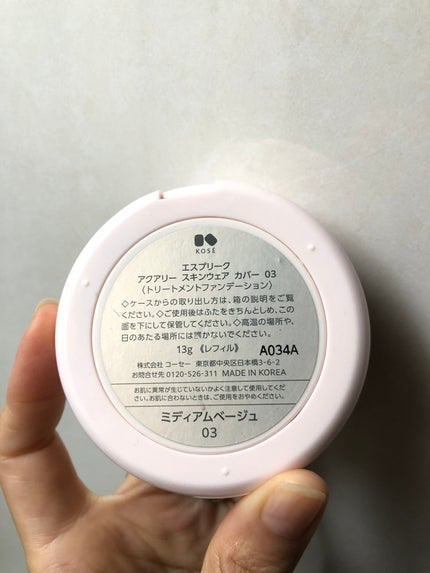 KOSÉ
エスプリーク
アクアリー スキンウェア カバー 03
〈トリートメントファンデーション〉
◇ケースからの取り出し方は、箱の説明をご覧
ください。◇ご使用後はふたをきちんとしめ、この
面を下にして保管してください。◇高温の場所や、
日のあたる場所には置かないでください。
13g 《レフィル》 A034A
株式会社 コーセー 東京都中央区日本橋3-6-2
お問合せ先 0120-526-311 MADE IN KOREA
お肌に異常が生じていないかよく注意して使用してくだ
さい。お肌に合わないときは、ご使用をおやめください。
ミディアムベージュ
03